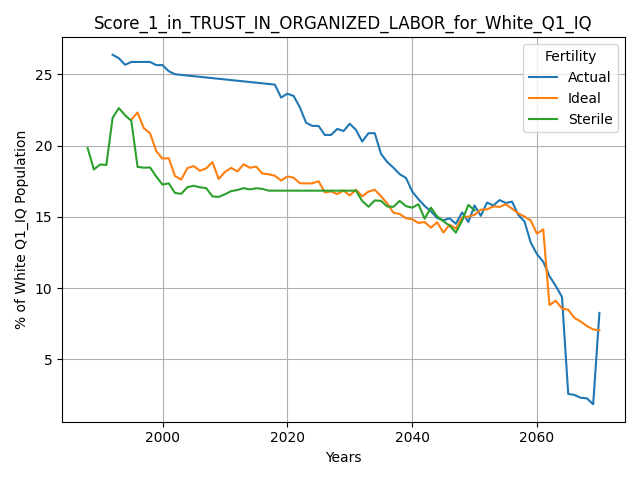 Score_1_in_TRUST_IN_ORGANIZED_LABOR_for_White_Q1_IQ
Fertility
Actual
Ideal
Sterile
% of White Q1_IQ Population
25
20
15
10
5
2000
2020
2040
2060
Years